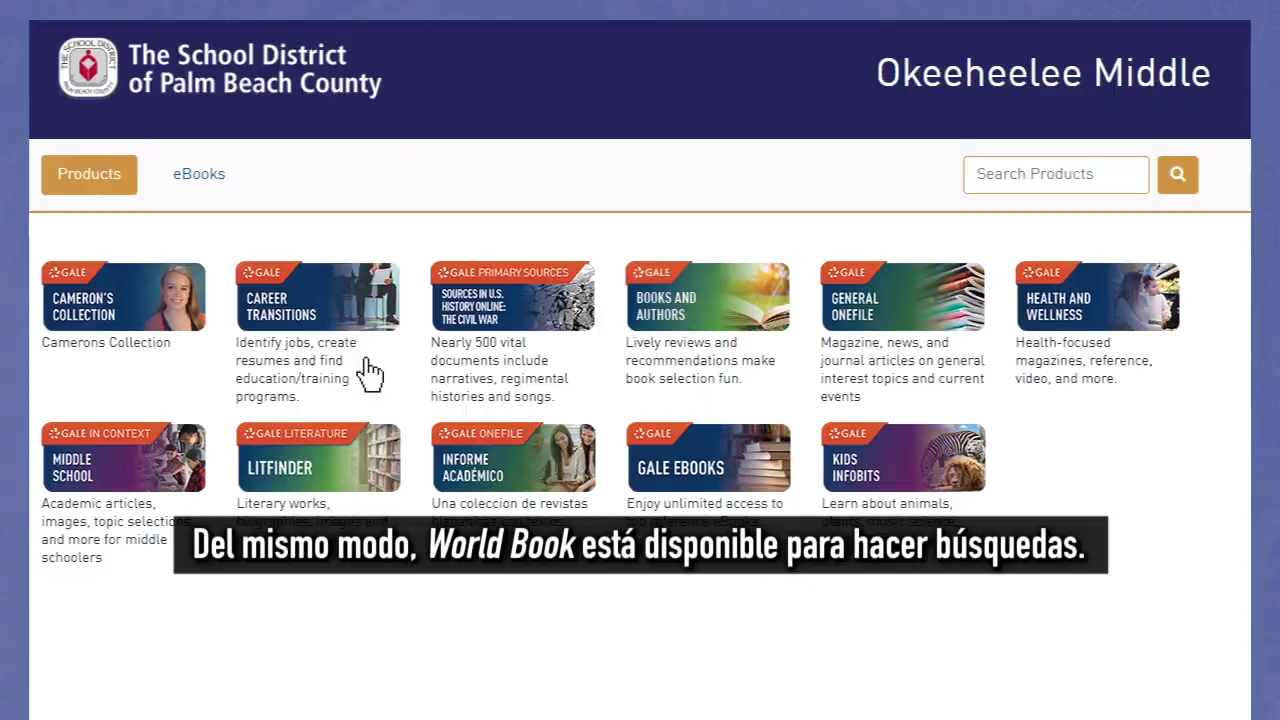 The School District
of Palm Beach County
Okeeheelee Middle
Products
eBooks
Search Products
GALE
CAMERON'S
COLLECTION
Camerons Collection
GALE
CAREER
TRANSITIONS
Identify jobs, create
resumes and find
education/training
programs.
GALE PRIMARY SOURCES
SOURCES IN U.S.
HISTORY ONLINE:
THE CIVIL WAR
Nearly 500 vital
documents include
narratives, regimental
histories and songs.
GALE
BOOKS AND
AUTHORS
Lively reviews and
recommendations make
book selection fun.
GALE
GENERAL
ONEFILE
Magazine, news, and
journal articles on general
interest topics and current
events
GALE
HEALTH AND
WELLNESS
Health-focused
magazines, reference,
video, and more.
GALE IN CONTEXT
MIDDLE
SCHOOL
Academic articles,
images, topic selections
and more for middle
schoolers
GALE LITERATURE
LITFINDER
Literary works,
GALE ONEFILE
INFORME
ACADÉMICO
Una coleccion de revistas
GALE
GALE EBOOKS
Enjoy unlimited access to
GALE
KIDS
INFOBITS
Learn about animals,
Del mismo modo, World Book está disponible para hacer búsquedas.